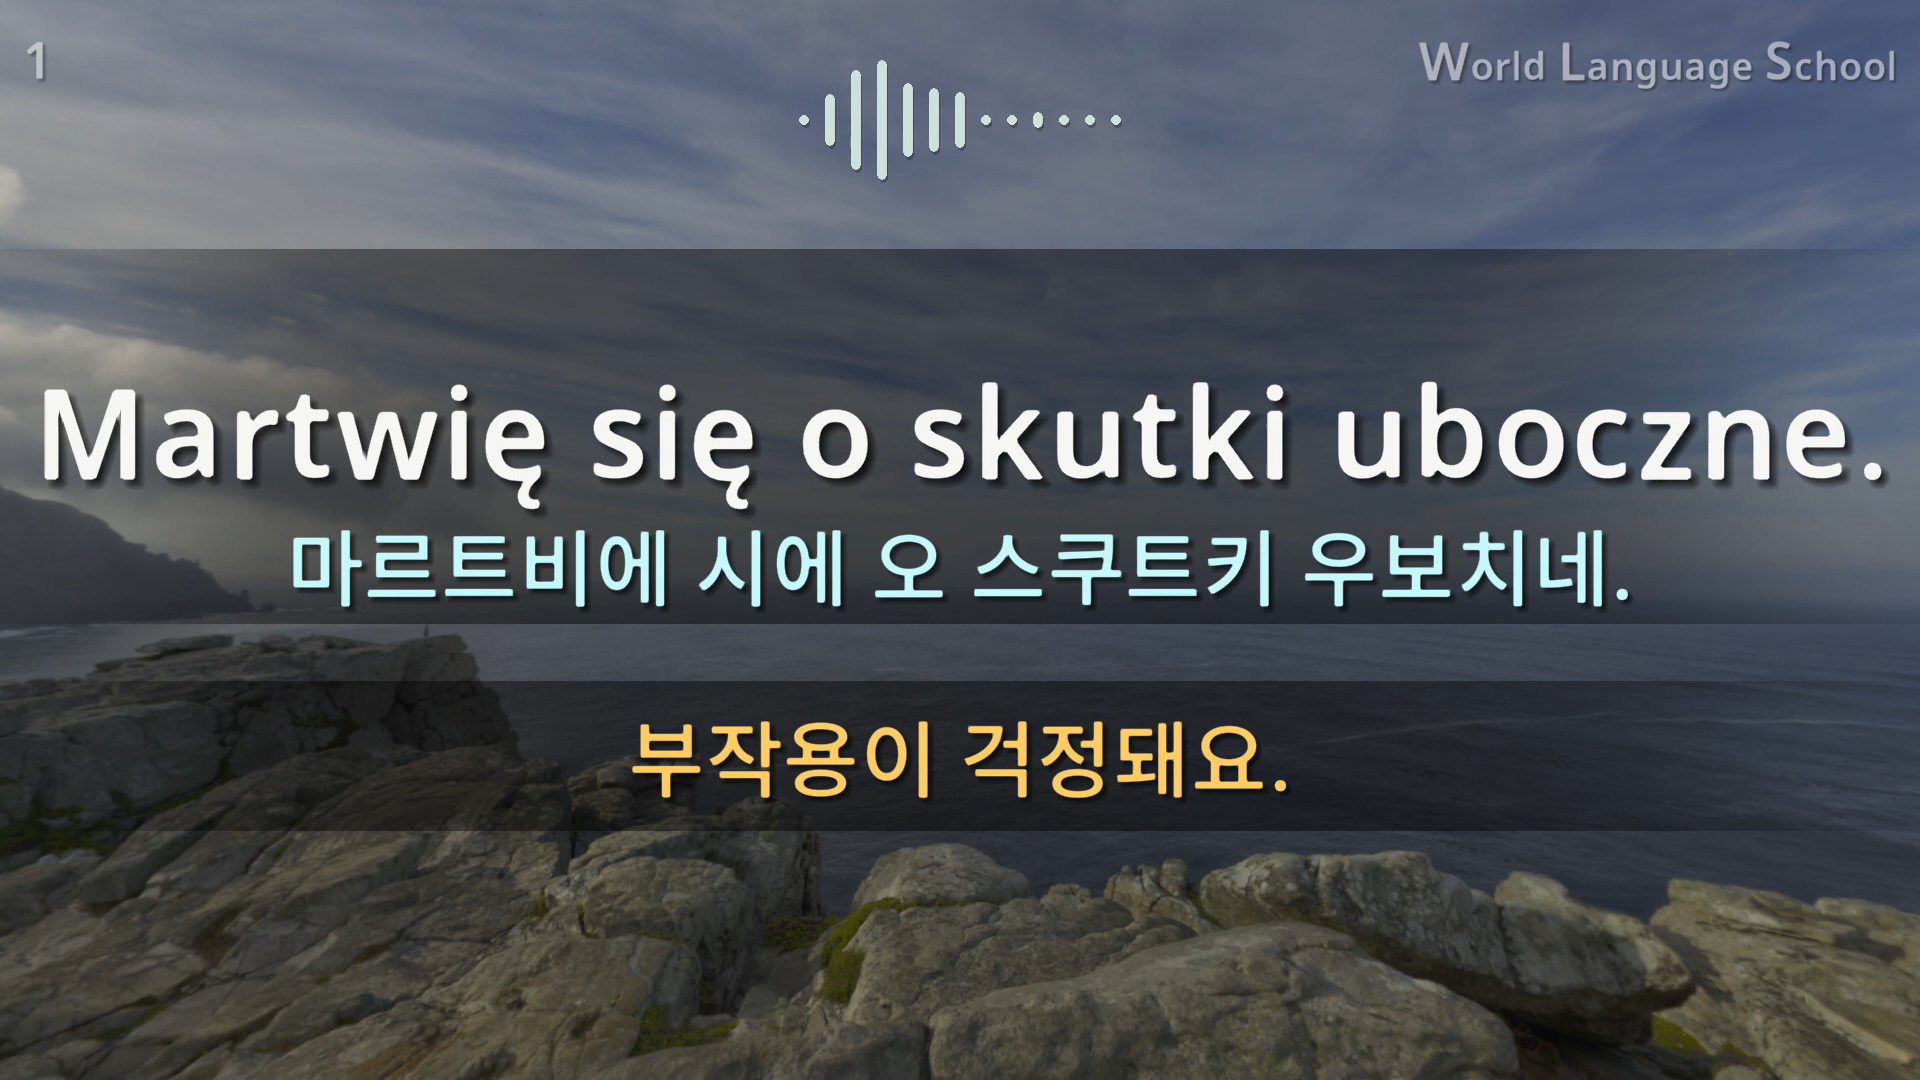 1
World Language School
Martwię się o skutki uboczne.
마르트비에 시에 오 스쿠트키 우보치네.
부작용이 걱정돼요.